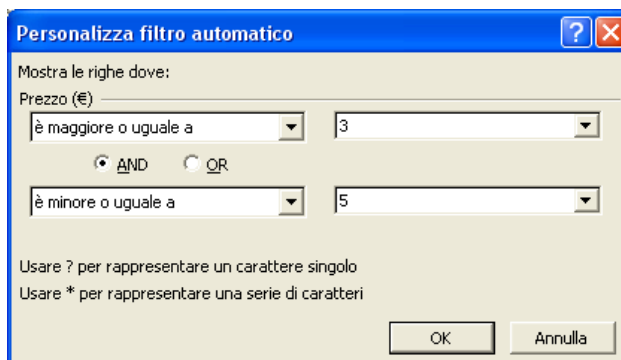 Personalizza filtro automatico
Mostra le righe dove:
Prezzo (€)
è maggiore o uguale a 3
AND OR
è minore o uguale a 5
Usare ? per rappresentare un carattere singolo
Usare * per rappresentare una serie di caratteri
OK Annulla